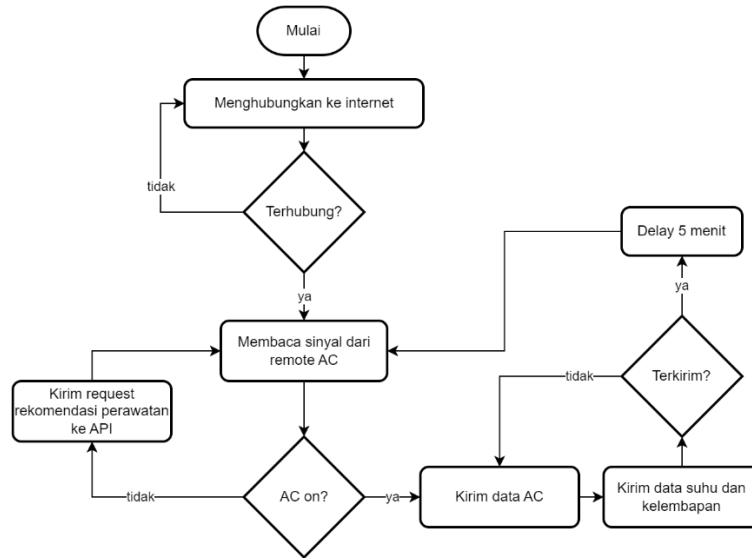 Mulai
Menghubungkan ke internet
tidak
Terhubung?
Delay 5 menit
ya
ya
Membaca sinyal dari
remote AC
Kirim request
rekomendasi perawatan
ke API
tidak
Terkirim?
tidak
AC on?
ya
Kirim data AC
Kirim data suhu dan
kelembapan